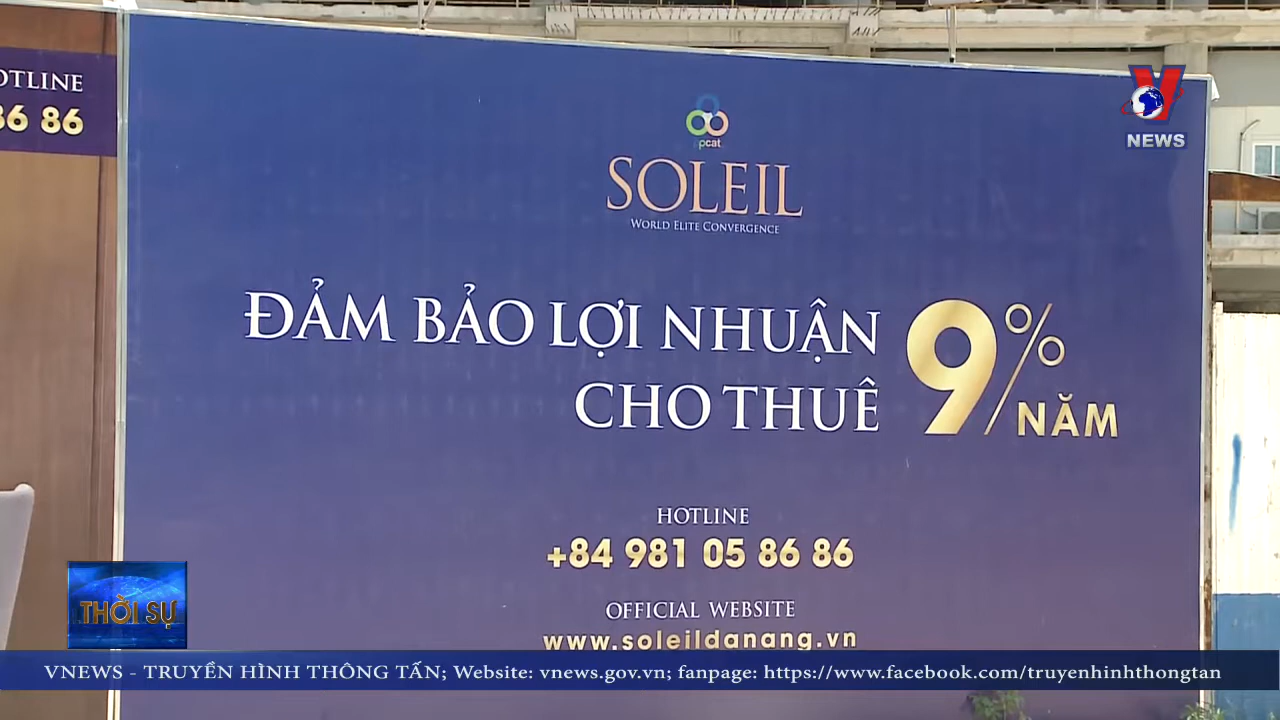 OTLINE
86 86
pcat
SOLEIL
WORLD ELITE CONVERGENCE
ĐẢM BẢO LỢI NHUẬN
CHO THUÊ
9%
NĂM
HOTLINE
+84 981 05 86 86
OFFICIAL WEBSITE
www.soleildanang.vn
V
NEWS
THỜI SỰ
VNEWS - TRUYỀN HÌNH THÔNG TẤN; Website: vnews.gov.vn; fanpage: https://www.facebook.com/truyenhinhthongtan